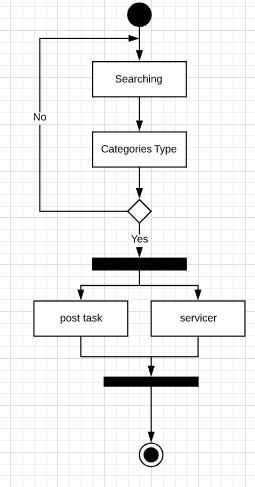 Searching
No
Categories Type
Yes
post task
servicer